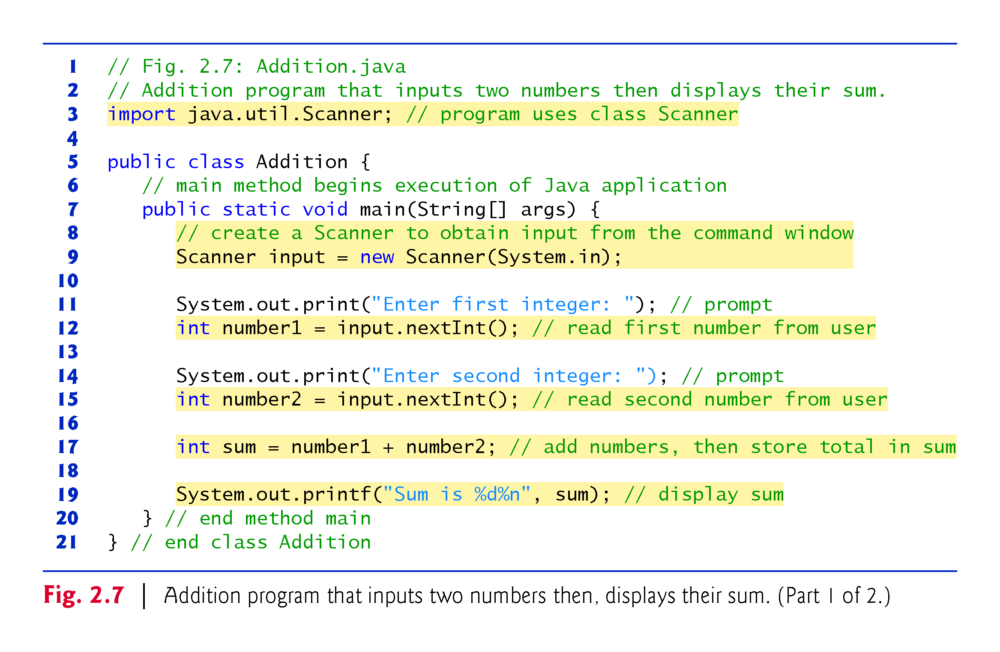 1 // Fig. 2.7: Addition.java
2 // Addition program that inputs two numbers then displays their sum.
3 import java.util.Scanner; // program uses class Scanner
4
5 public class Addition {
6    // main method begins execution of Java application
7    public static void main(String[] args) {
8       // create a Scanner to obtain input from the command window
9       Scanner input = new Scanner(System.in);
10
11       System.out.print("Enter first integer: "); // prompt
12       int number1 = input.nextInt(); // read first number from user
13
14       System.out.print("Enter second integer: "); // prompt
15       int number2 = input.nextInt(); // read second number from user
16
17       int sum = number1 + number2; // add numbers, then store total in sum
18
19       System.out.printf("Sum is %d%n", sum); // display sum
20    } // end method main
21 } // end class Addition
Fig. 2.7 | Addition program that inputs two numbers then, displays their sum. (Part 1 of 2.)